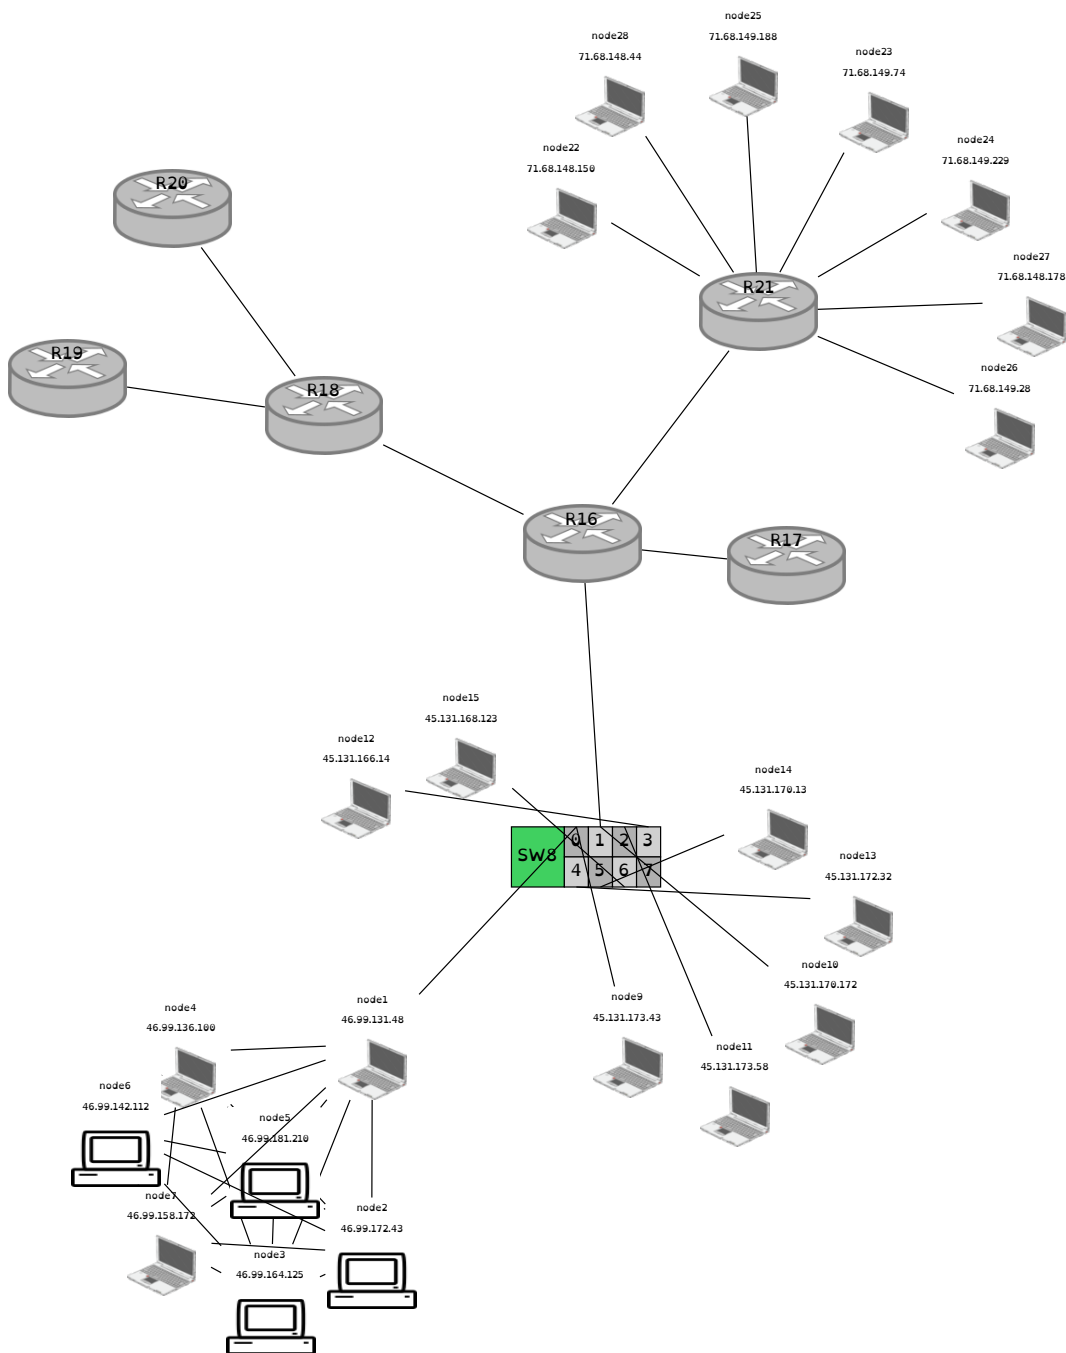 node25
71.68.149.188
node28
71.68.148.44
node23
71.68.149.74
node22
71.68.148.150
node24
71.68.149.229
R20
node27
71.68.148.178
R21
R19
R18
node26
71.68.149.28
R16
R17
node15
45.131.168.123
node12
45.131.166.14
node14
45.131.170.13
SW8
0 1 2 3
4 5 6 7
node13
45.131.172.32
node10
45.131.170.172
node9
45.131.173.43
node11
45.131.173.58
node1
46.99.131.48
node4
46.99.136.100
node6
46.99.142.112
node5
46.99.181.210
node7
46.99.158.172
node2
46.99.172.43
node3
46.99.164.125